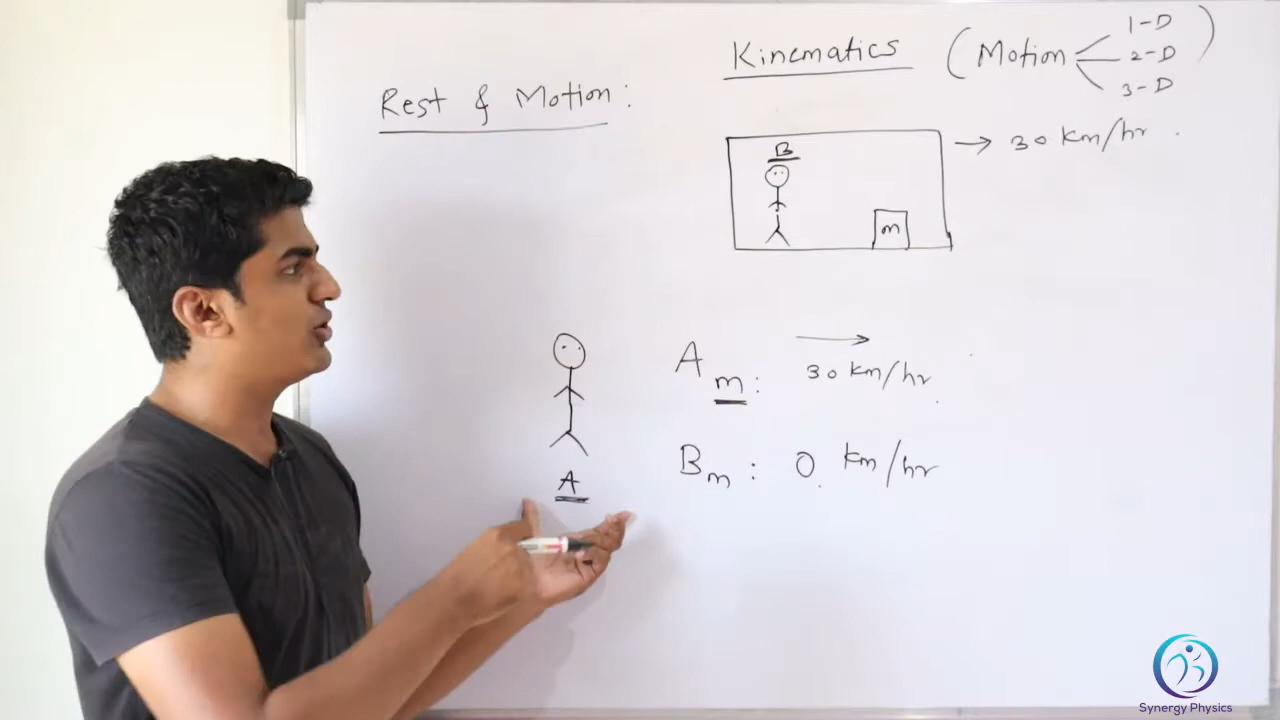 Kinematics (Motion 1-D
2-D
3-D)
Rest & Motion:
B
→ 30 km/hr.
m
A m: → 30 km/hr
A
B m: 0 km/hr
Synergy Physics